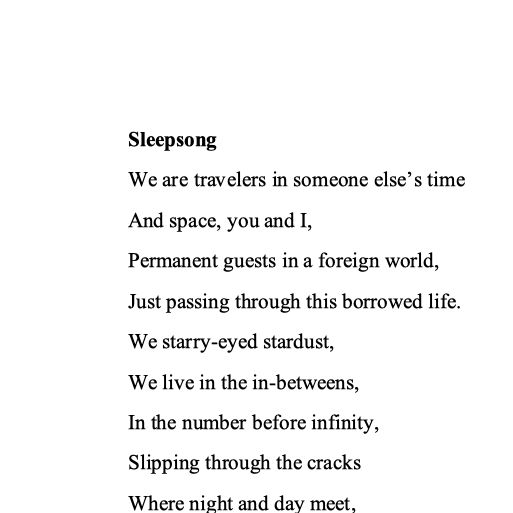 Sleepsong
We are travelers in someone else’s time
And space, you and I,
Permanent guests in a foreign world,
Just passing through this borrowed life.
We starry-eyed stardust,
We live in the in-betweens,
In the number before infinity,
Slipping through the cracks
Where night and day meet,